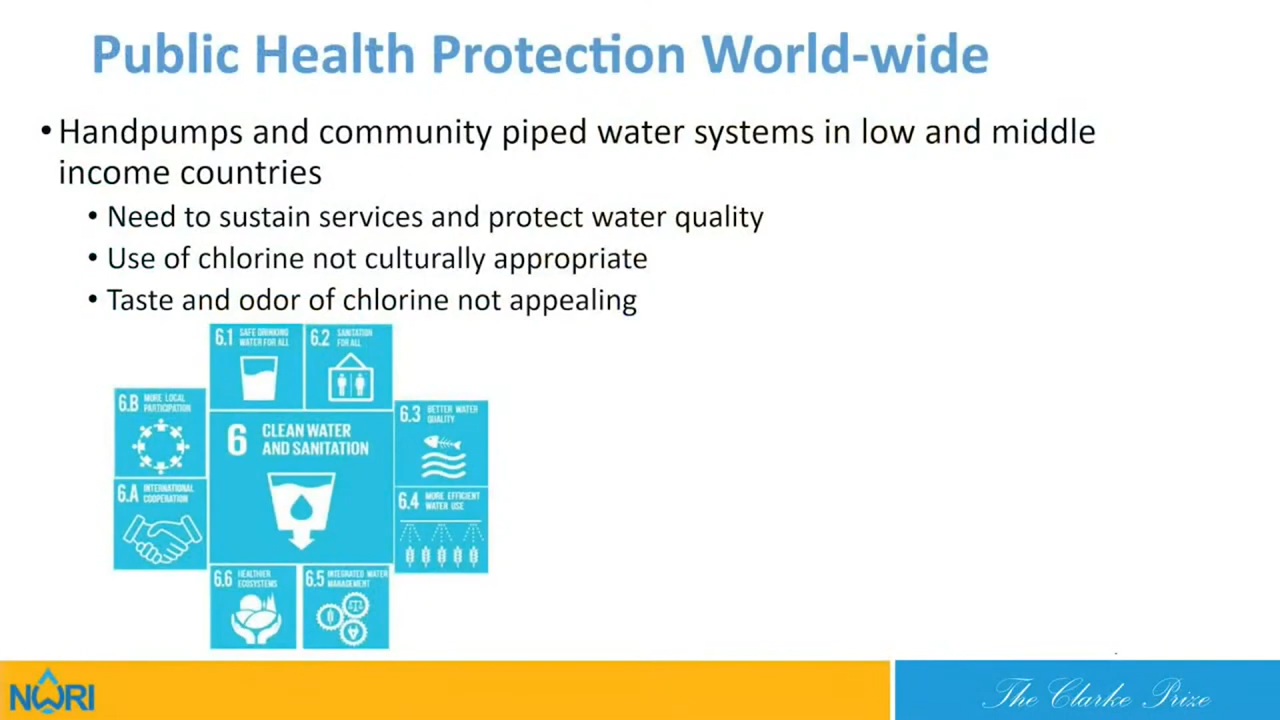 Public Health Protection World-wide
• Handpumps and community piped water systems in low and middle
income countries
• Need to sustain services and protect water quality
• Use of chlorine not culturally appropriate
• Taste and odor of chlorine not appealing
6.1 SAFE DRINKING
WATER FOR ALL
6.2 SANITATION
FOR ALL
6.B MORE LOCAL
PARTICIPATION
6 CLEAN WATER
AND SANITATION
6.3 BETTER WATER
QUALITY
6.A INTERNATIONAL
COOPERATION
6.4 MORE EFFICIENT
WATER USE
6.6 HEALTHIER
ECOSYSTEMS
6.5 INTEGRATED WATER
MANAGEMENT
NWRI
The Clarke Prize